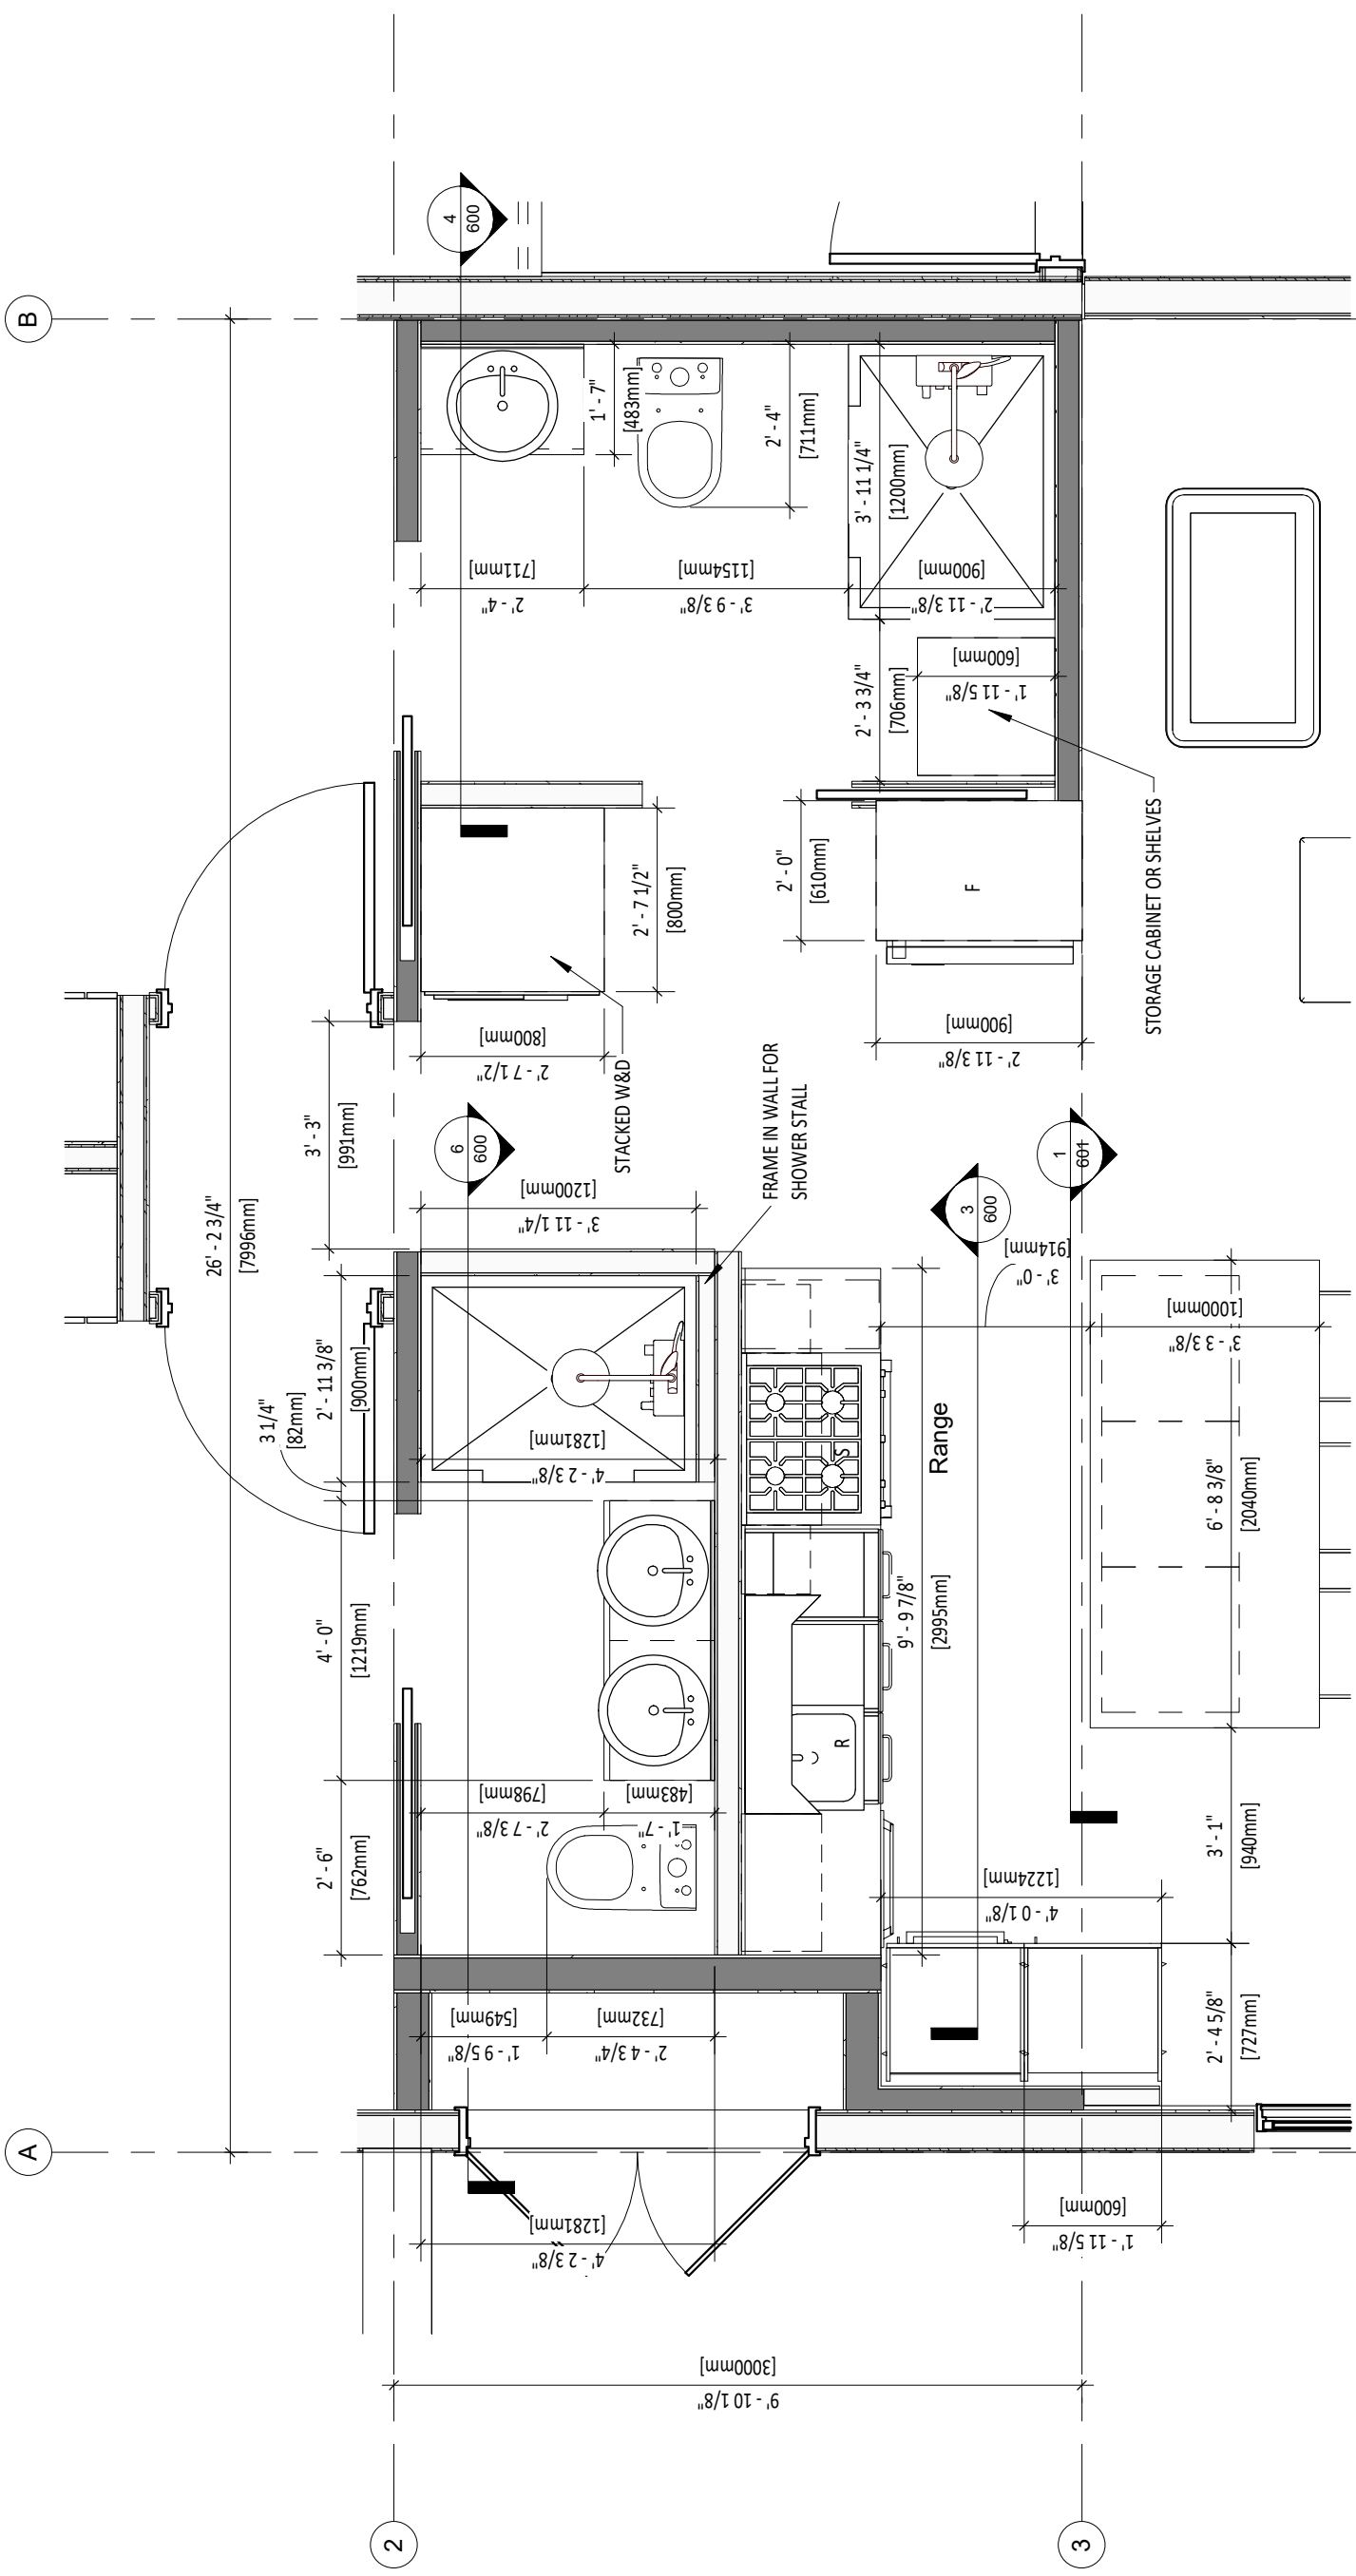 B
A
2
3
26' - 2 3/4"
[7996mm]
4
600
3' - 3"
[991mm]
3 1/4"
[82mm]
2' - 11 3/8"
[900mm]
4' - 0"
[1219mm]
2' - 6"
[762mm]
1' - 7"
[483mm]
2' - 4"
[711mm]
3' - 11 1/4"
[1200mm]
2' - 4"
[711mm]
3' - 9 3/8"
[1154mm]
2' - 11 3/8"
[900mm]
2' - 3 3/4"
[706mm]
1' - 11 5/8"
[600mm]
2' - 7 1/2"
[800mm]
2' - 0"
[610mm]
F
STORAGE CABINET OR SHELVES
2' - 7 1/2"
[800mm]
2' - 11 3/8"
[900mm]
STACKED W&D
6
600
FRAME IN WALL FOR
SHOWER STALL
3' - 11 1/4"
[1200mm]
3
600
1
601
3' - 0"
[914mm]
4' - 2 3/8"
[1281mm]
3' - 3 3/8"
[1000mm]
S
Range
6' - 8 3/8"
[2040mm]
9' - 9 7/8"
[2995mm]
R
2' - 7 3/8"
[798mm]
1' - 7"
[483mm]
3' - 1"
[940mm]
4' - 0 1/8"
[1224mm]
1' - 9 5/8"
[549mm]
2' - 4 3/4"
[732mm]
2' - 4 5/8"
[727mm]
4' - 2 3/8"
[1281mm]
1' - 11 5/8"
[600mm]
9' - 10 1/8"
[3000mm]